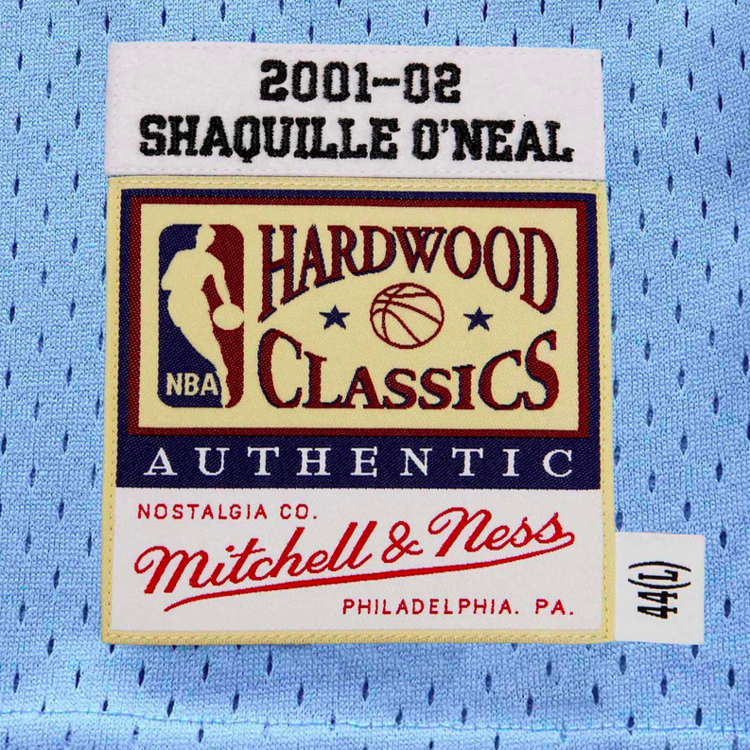 2001-02
SHAQUILLE O'NEAL
HARDWOOD
NBA
CLASSICS
AUTHENTIC
NOSTALGIA CO.
Mitchell & Ness
PHILADELPHIA. PA.
44(L)